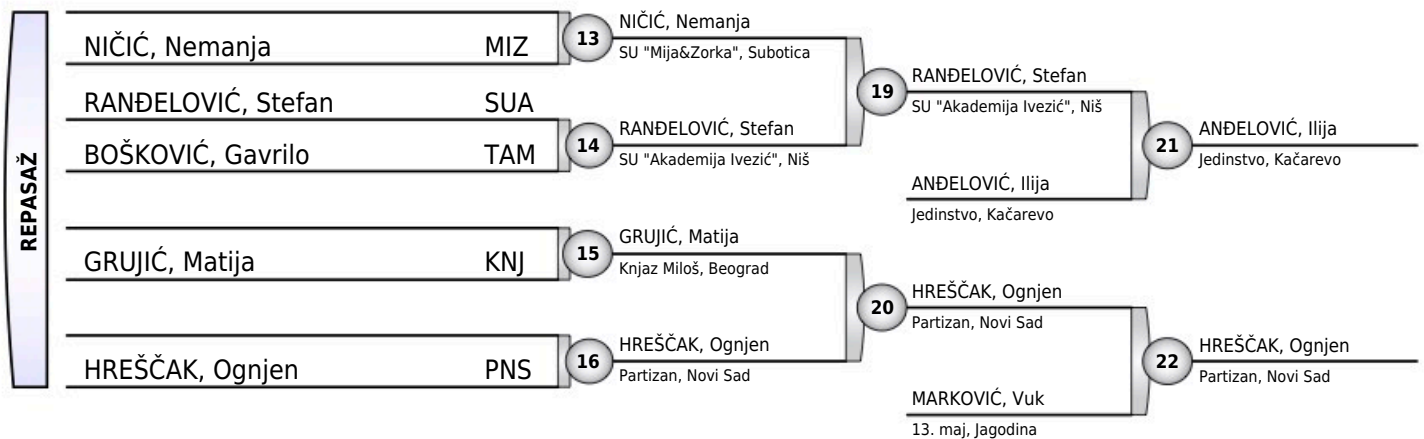 REPASAŽ
NIČIĆ, Nemanja MIZ
RANĐELOVIĆ, Stefan SUA
BOŠKOVIĆ, Gavrilo TAM
GRUJIĆ, Matija KNJ
HREŠČAK, Ognjen PNS
13
NIČIĆ, Nemanja
SU "Mija&Zorka", Subotica
14
RANĐELOVIĆ, Stefan
SU "Akademija Ivezić", Niš
15
GRUJIĆ, Matija
Knjaz Miloš, Beograd
16
HREŠČAK, Ognjen
Partizan, Novi Sad
19
RANĐELOVIĆ, Stefan
SU "Akademija Ivezić", Niš
ANĐELOVIĆ, Ilija
Jedinstvo, Kačarevo
20
HREŠČAK, Ognjen
Partizan, Novi Sad
MARKOVIĆ, Vuk
13. maj, Jagodina
21
ANĐELOVIĆ, Ilija
Jedinstvo, Kačarevo
22
HREŠČAK, Ognjen
Partizan, Novi Sad